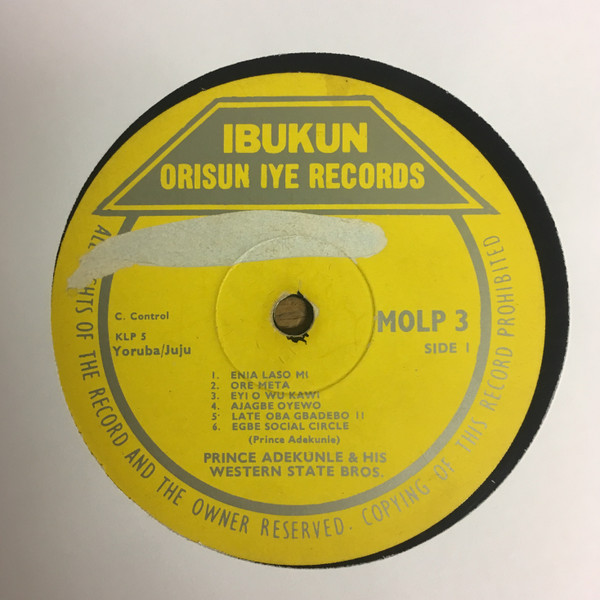 IBUKUN
ORISUN IYE RECORDS
C. Control
KLP 5
Yoruba/Juju
MOLP 3
SIDE 1
1. ENIA LASO MI
2. ORE META
3. EYI O WU KAWI
4. AJAGBE OYEWO
5. LATE OBA GBADEBO II
6. EGBE SOCIAL CIRCLE
(Prince Adekunle)
PRINCE ADEKUNLE & HIS
WESTERN STATE BROS.
OF THE RECORD AND THE OWNER RESERVED. COPYING OF THIS RECORD PROHIBITED